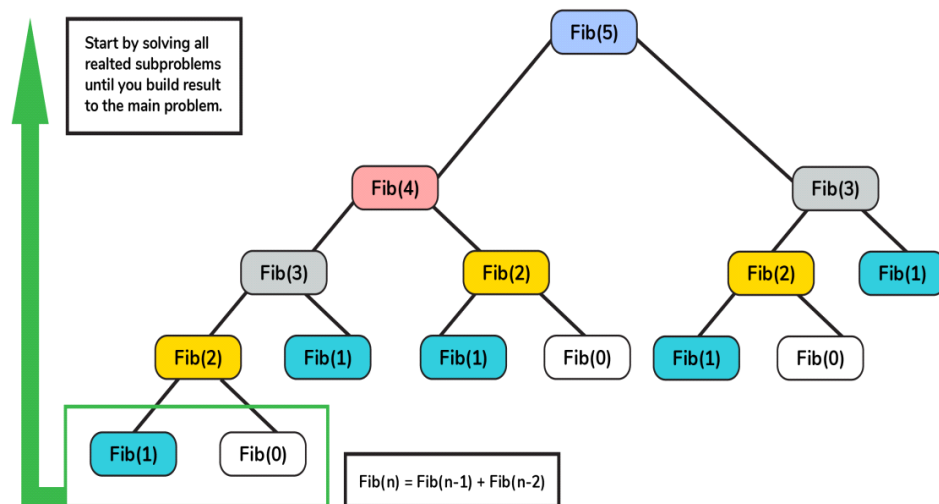 Start by solving all
realted subproblems
until you build result
to the main problem.
Fib(5)
Fib(4)
Fib(3)
Fib(3)
Fib(2)
Fib(2)
Fib(1)
Fib(2)
Fib(1)
Fib(1)
Fib(0)
Fib(1)
Fib(0)
Fib(1)
Fib(0)
Fib(n) = Fib(n-1) + Fib(n-2)